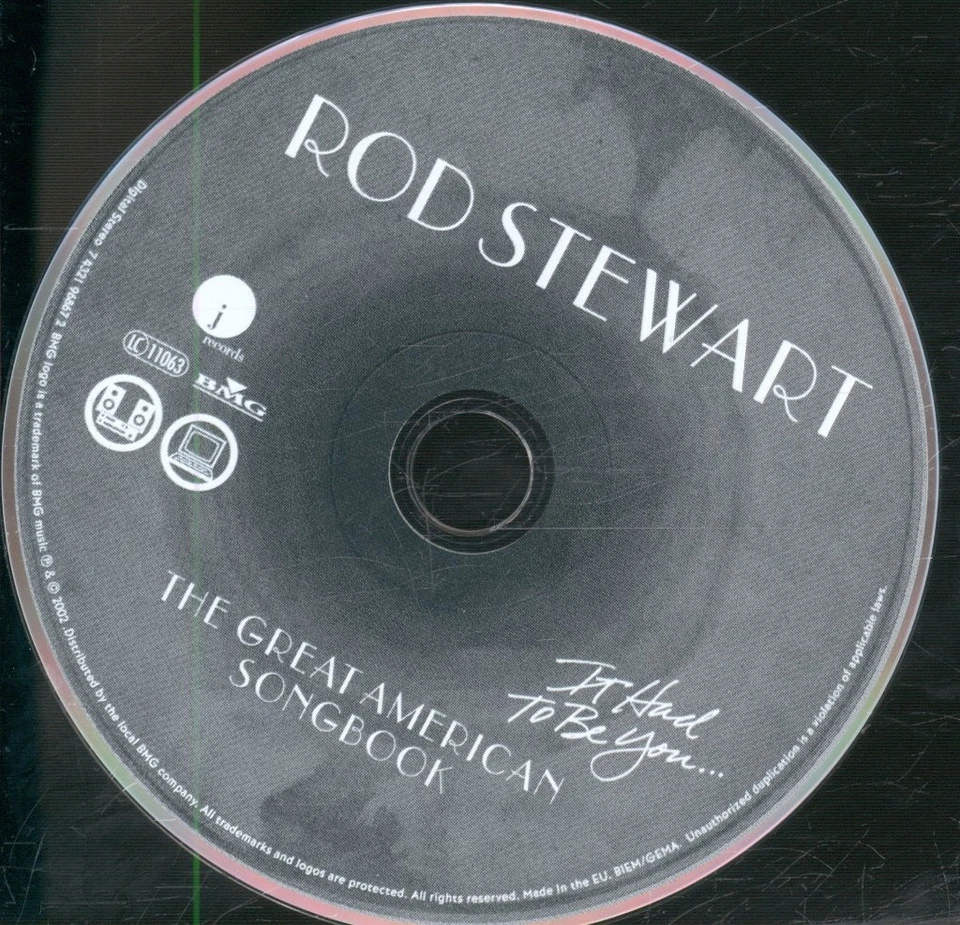 ROD STEWART
j
records
LC 11063
BMG
THE GREAT AMERICAN
SONGBOOK
It Had
To Be You...
Digital Stereo 74321 96867 2 BMG logo is a trademark of BMG music ℗ & © 2002 Distributed by the local BMG company. All trademarks and logos are protected. All rights reserved. Made in the EU. BIEM/GEMA. Unauthorized duplication is a violation of applicable laws.